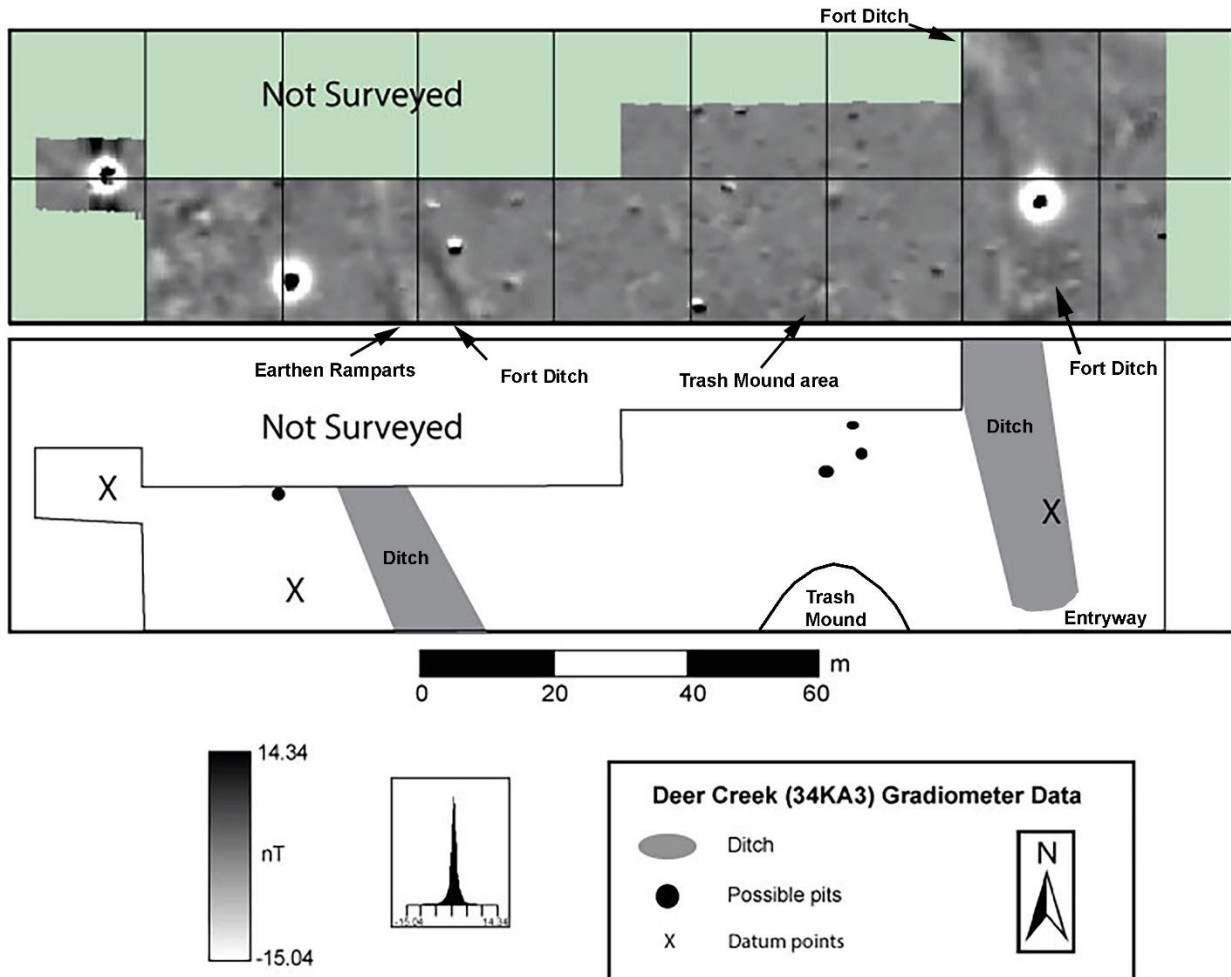 Fort Ditch
Not Surveyed
Earthen Ramparts
Fort Ditch
Trash Mound area
Fort Ditch
Not Surveyed
Ditch
X
X
Ditch
X
Trash
Mound
Entryway
m
0 20 40 60
14.34
nT
-15.04
-15.04 14.34
Deer Creek (34KA3) Gradiometer Data
Ditch
Possible pits
X Datum points
N